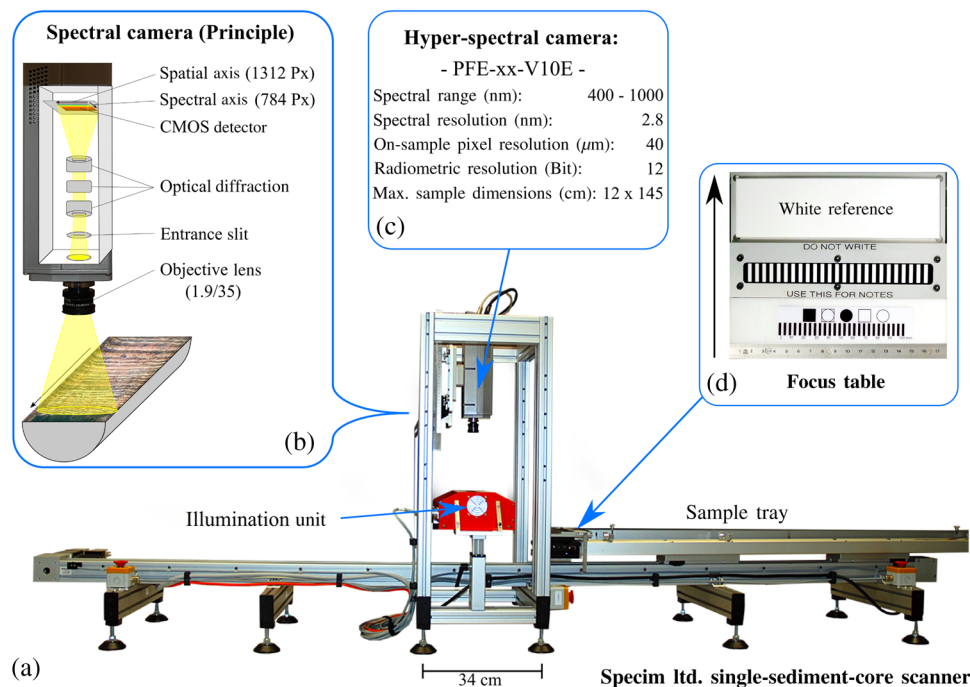 Spectral camera (Principle)
Spatial axis (1312 Px)
Spectral axis (784 Px)
CMOS detector
Optical diffraction
Entrance slit
Objective lens
(1.9/35)
(b)
Hyper-spectral camera:
- PFE-xx-V10E -
Spectral range (nm): 400 - 1000
Spectral resolution (nm): 2.8
On-sample pixel resolution (μm): 40
Radiometric resolution (Bit): 12
Max. sample dimensions (cm): 12 x 145
(c)
White reference
DO NOT WRITE
USE THIS FOR NOTES
(d)
Focus table
Illumination unit
Sample tray
(a)
34 cm
Specim ltd. single-sediment-core scanner